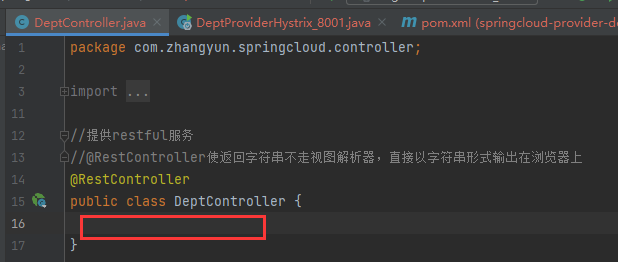 DeptController.java
DeptProviderHystrix_8001.java
pom.xml (springcloud-provider-de
1 package com.zhangyun.springcloud.controller;
2
3 import ...
11
12 //提供restful服务
13 //@RestController使返回字符串不走视图解析器，直接以字符串形式输出在浏览器上
14 @RestController
15 public class DeptController {
16
17 }